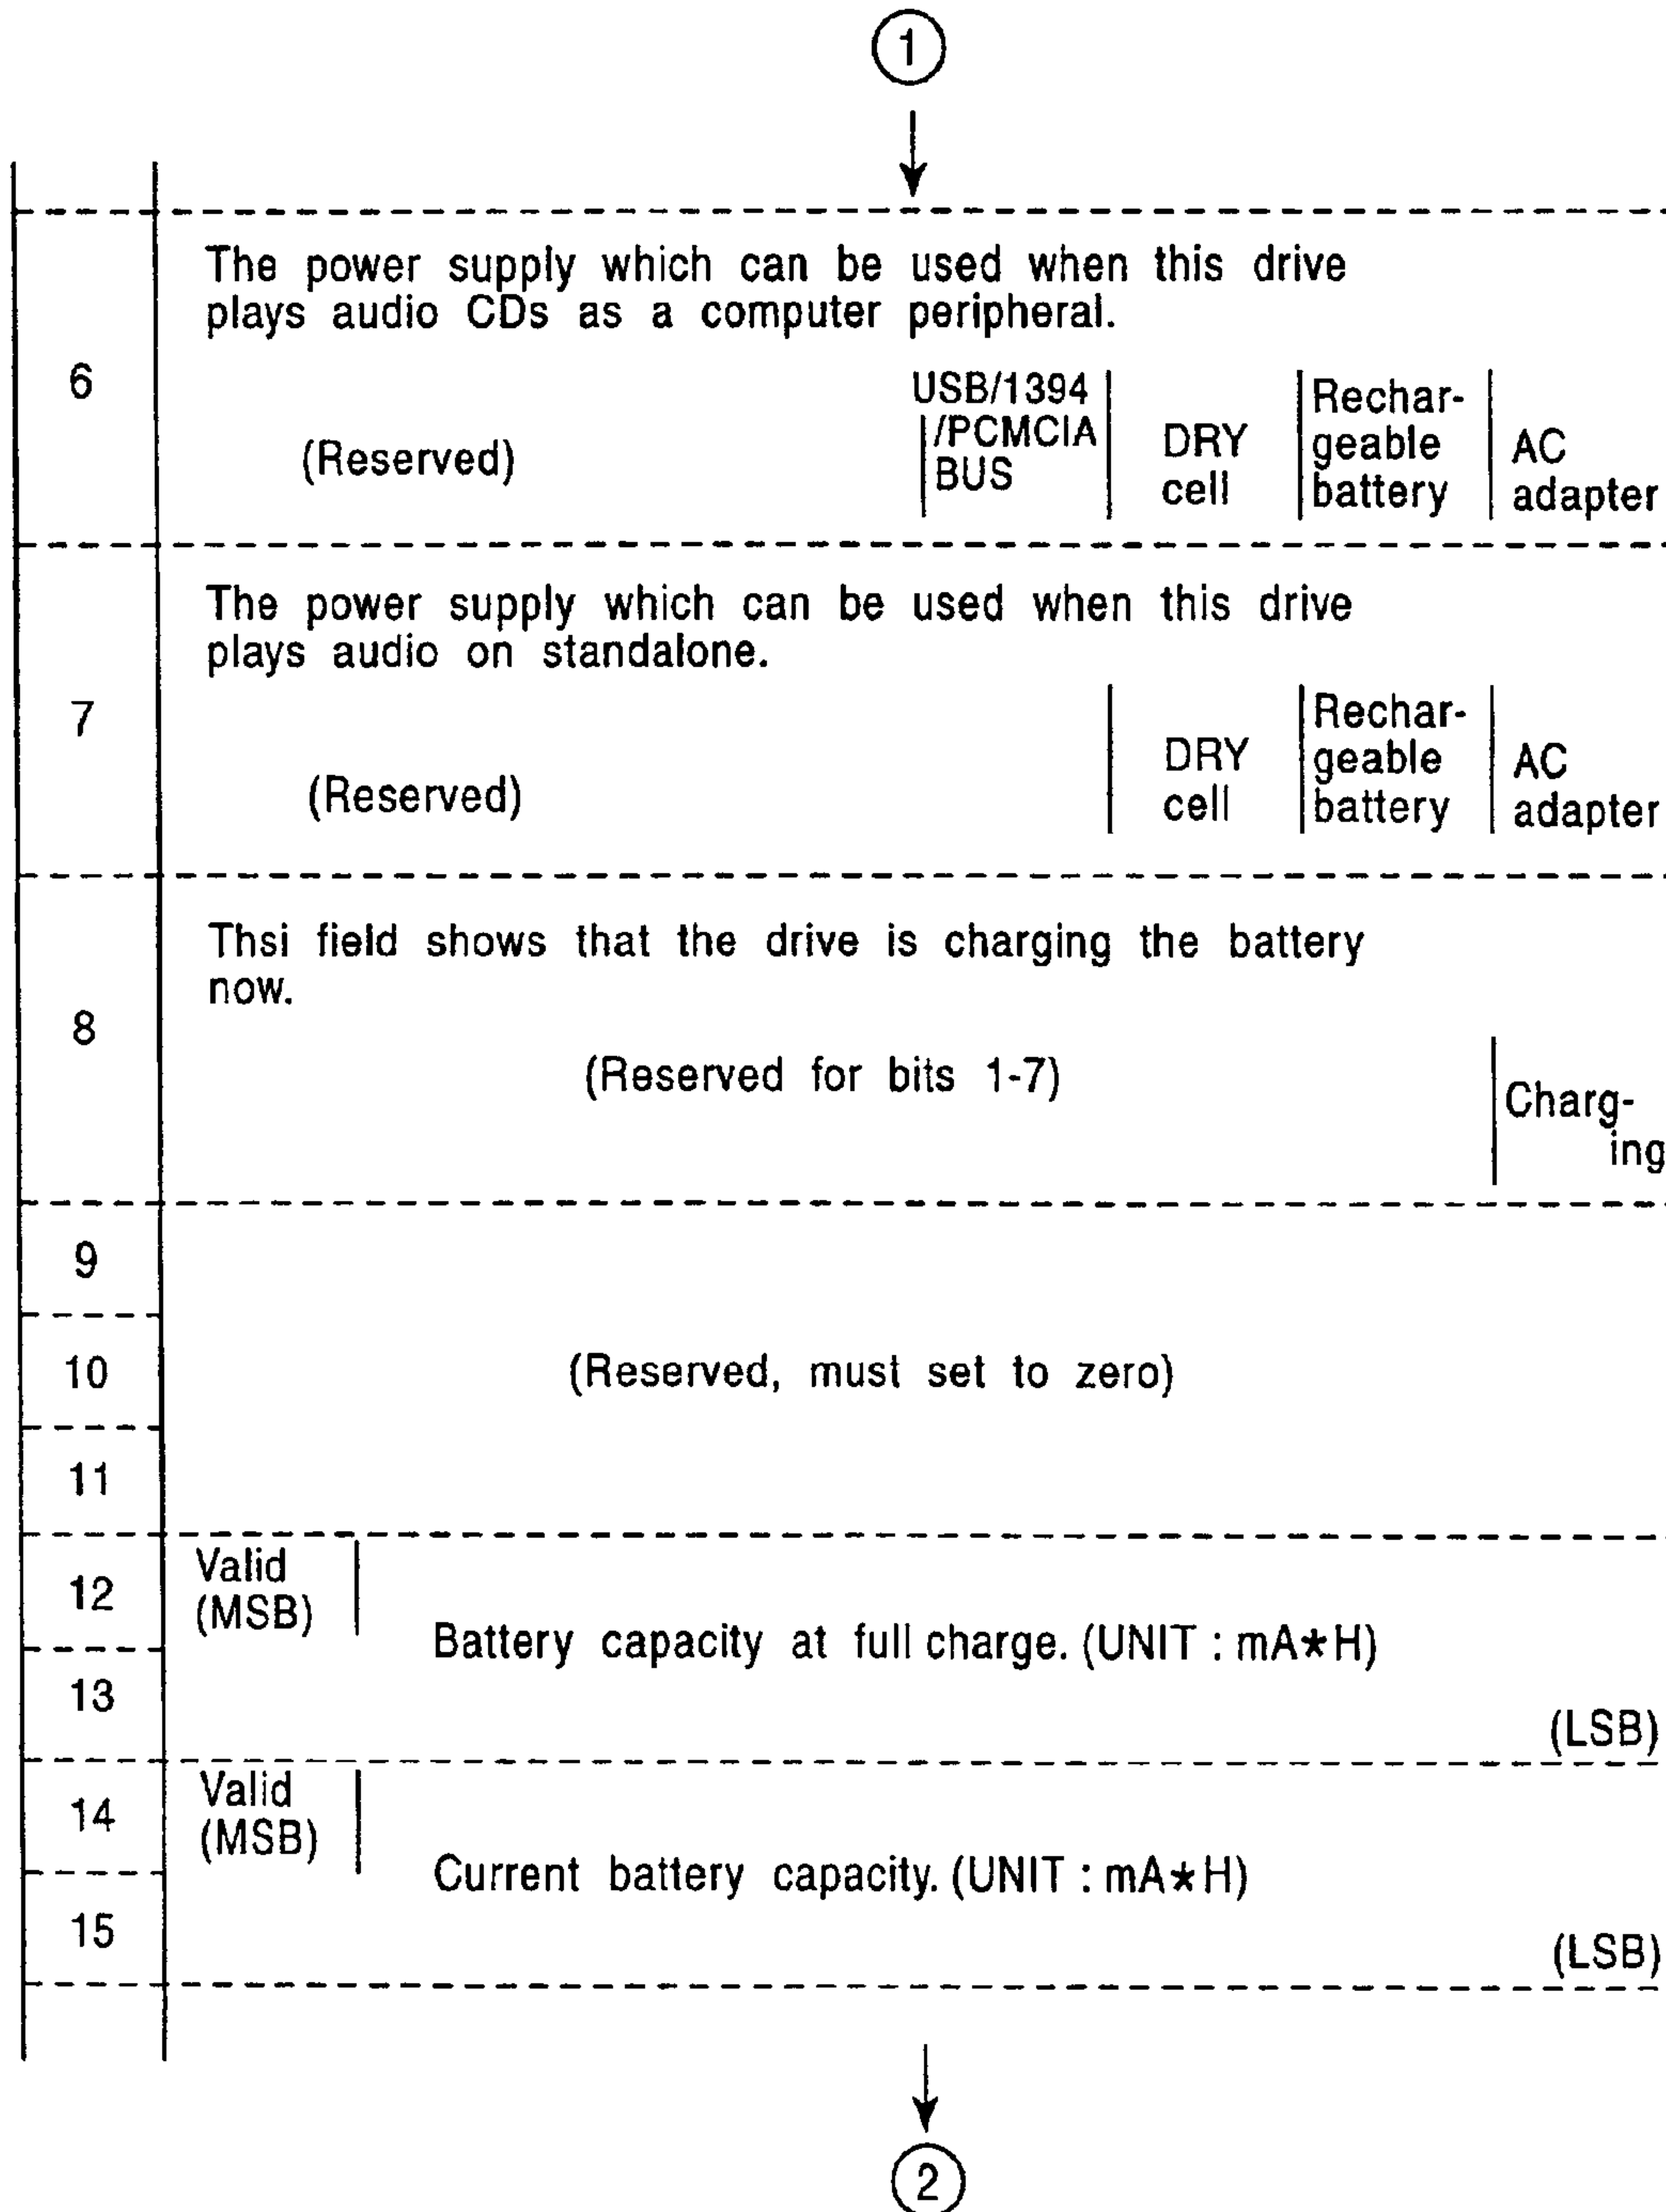 1
The power supply which can be used when this drive
plays audio CDs as a computer peripheral.
6
(Reserved)
USB/1394
/PCMCIA
BUS
DRY
cell
Rechar-
geable
battery
AC
adapter
The power supply which can be used when this drive
plays audio on standalone.
7
(Reserved)
DRY
cell
Rechar-
geable
battery
AC
adapter
Thsi field shows that the drive is charging the battery
now.
8
(Reserved for bits 1-7)
Charg-
ing
9
10
(Reserved, must set to zero)
11
12
Valid
(MSB)
Battery capacity at full charge. (UNIT : mA★H)
13
(LSB)
14
Valid
(MSB)
Current battery capacity. (UNIT : mA★H)
15
(LSB)
2